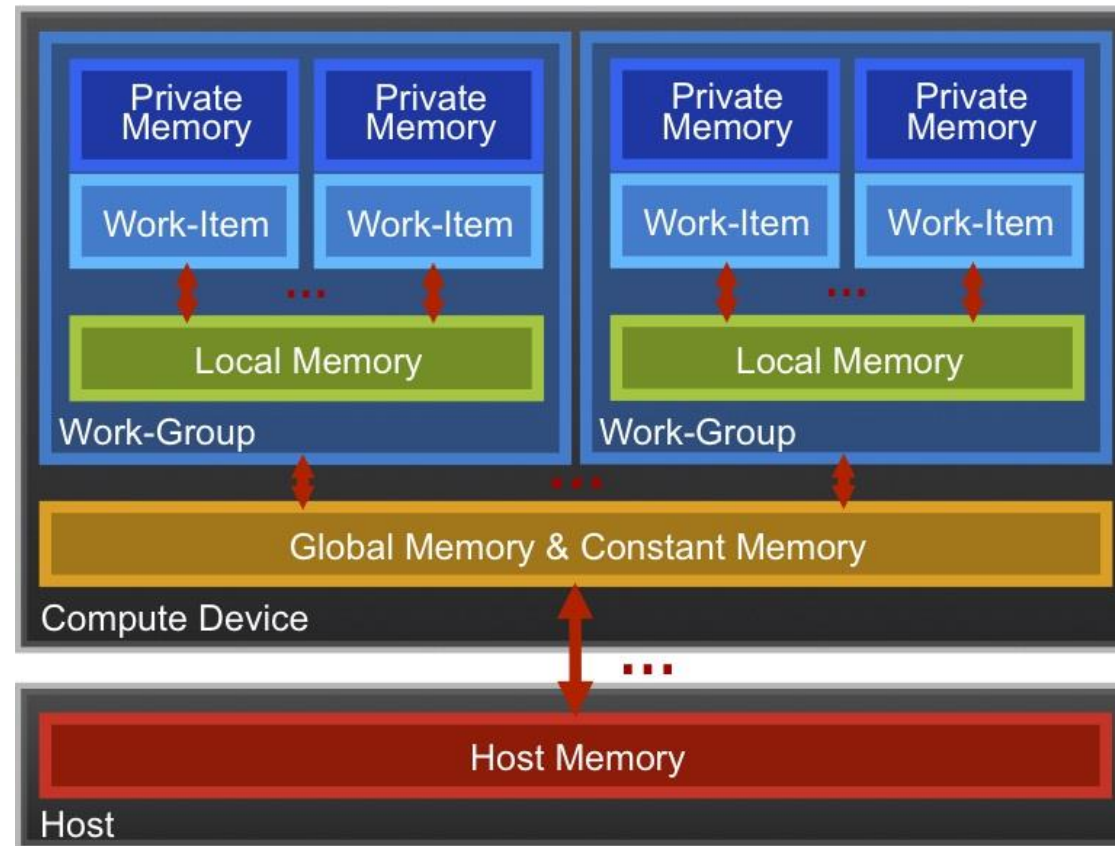 Private Memory
Private Memory
Private Memory
Private Memory
Work-Item
Work-Item
Work-Item
Work-Item
...
...
Local Memory
Local Memory
Work-Group
Work-Group
...
Global Memory & Constant Memory
Compute Device
...
Host Memory
Host